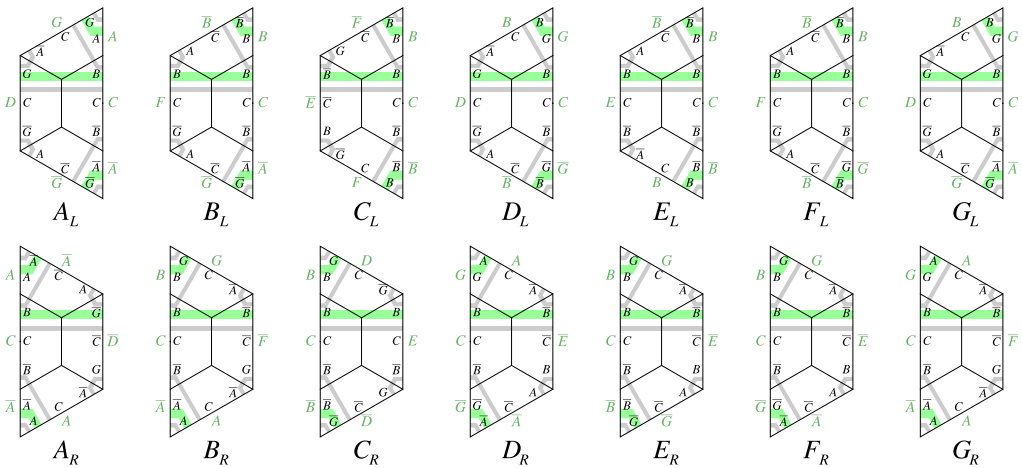 G G A A
C Ā
G B
D C C C
G̅ B̅
A C̅ Ā Ā
G̅ G̅
A_L
B̅ B̅ B B
C̅ Ā
B B
F C C C
G̅ B̅
A C̅ Ā Ā
G̅ G̅
B_L
F̅ B̅ B B
C̅ G
B̅ B
E̅ C̅ C C
B B̅
G̅ C B̅ B̅
F B
C_L
B B G G
C Ā
G B
D C C C
G̅ B̅
A C̅ G̅ G̅
B̅ B̅
D_L
B̅ B̅ B B
C̅ A
B B
E C C C
B̅ B̅
Ā C B̅ B̅
B B
E_L
B̅ B̅ B B
C̅ Ā
B B
F C C C
G̅ B̅
A C̅ G̅ G̅
B̅ B̅
F_L
B B G G
C Ā
G B
D C C C
G̅ B̅
A C̅ Ā Ā
G̅ G̅
G_L
A A Ā Ā
C̅ A
B G̅
C C C̅ D̅
B̅ G
Ā Ā C Ā
A A
A_R
B B G G
C Ā
B B̅
C C C̅ F̅
B̅ G
Ā Ā C Ā
A A
B_R
B B G D
C G̅
B B
C C C E
B̅ B̅
B̅ B̅ C̅ G
G̅ D̅
C_R
G G A A
C Ā
B B̅
C C C̅ E̅
B̅ B
G̅ G̅ C̅ A
Ā Ā
D_R
B B G G
C Ā
B B̅
C C C̅ E̅
B̅ B
B̅ B̅ C̅ A
G̅ G̅
E_R
B B G G
C Ā
B B̅
C C C̅ E̅
B̅ B
G̅ G̅ C̅ A
Ā Ā
F_R
G G A A
C Ā
B B̅
C C C̅ F̅
B̅ G
Ā Ā C Ā
A A
G_R